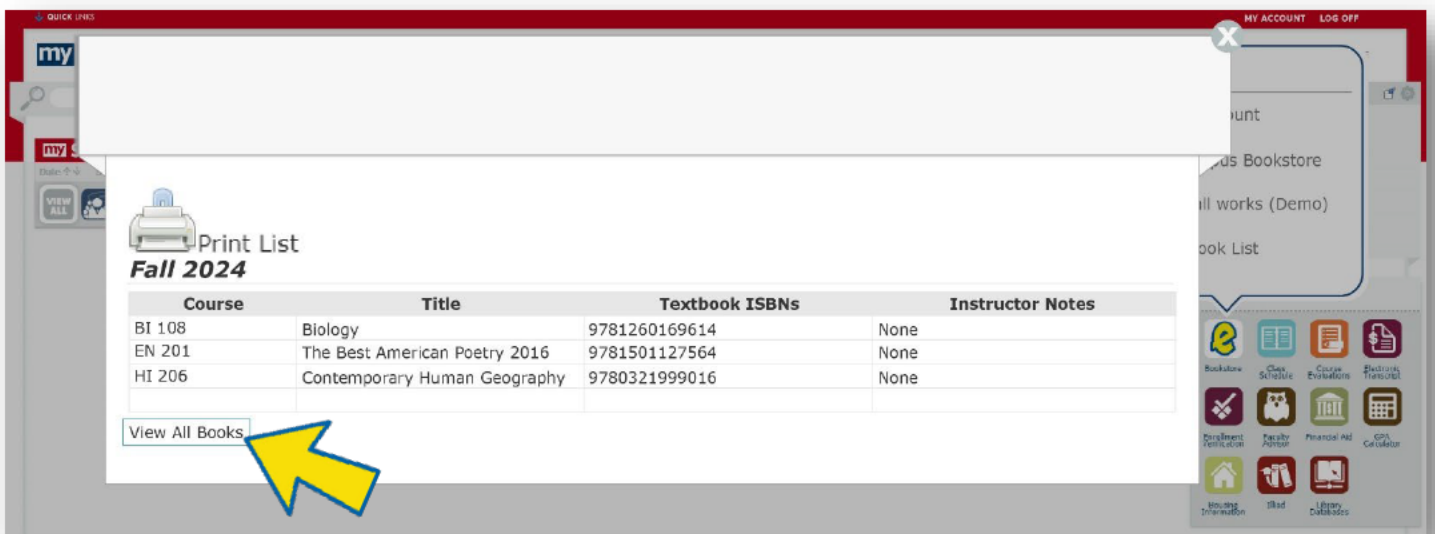 QUICK LINKS
MY ACCOUNT LOG OFF
my
X
my S
Date
ount
pus Bookstore
all works (Demo)
ook List
VIEW
ALL
Print List
Fall 2024
Course Title Textbook ISBNs Instructor Notes
BI 108 Biology 9781260169614 None
EN 201 The Best American Poetry 2016 9781501127564 None
HI 206 Contemporary Human Geography 9780321999016 None
View All Books
Bookstore Class Schedule Course Evaluations Electronic Transcript
Enrollment Verification Faculty Advisor Financial Aid GPA Calculator
Housing Information Illiad Library Databases